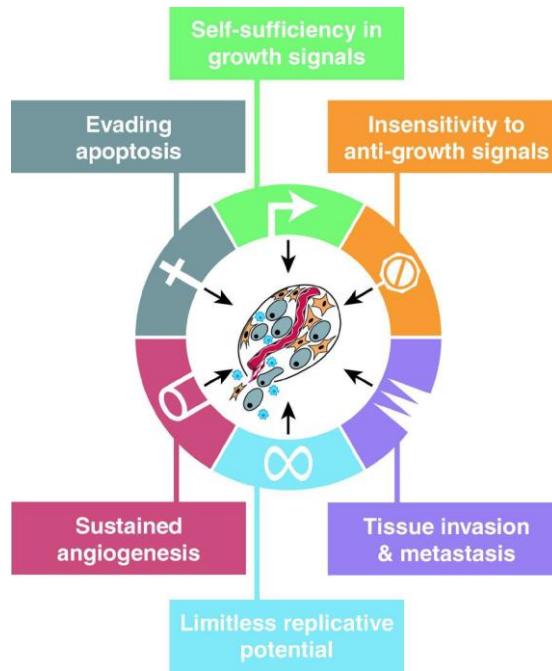 Self-sufficiency in
growth signals
Evading
apoptosis
Insensitivity to
anti-growth signals
Sustained
angiogenesis
Tissue invasion
& metastasis
Limitless replicative
potential